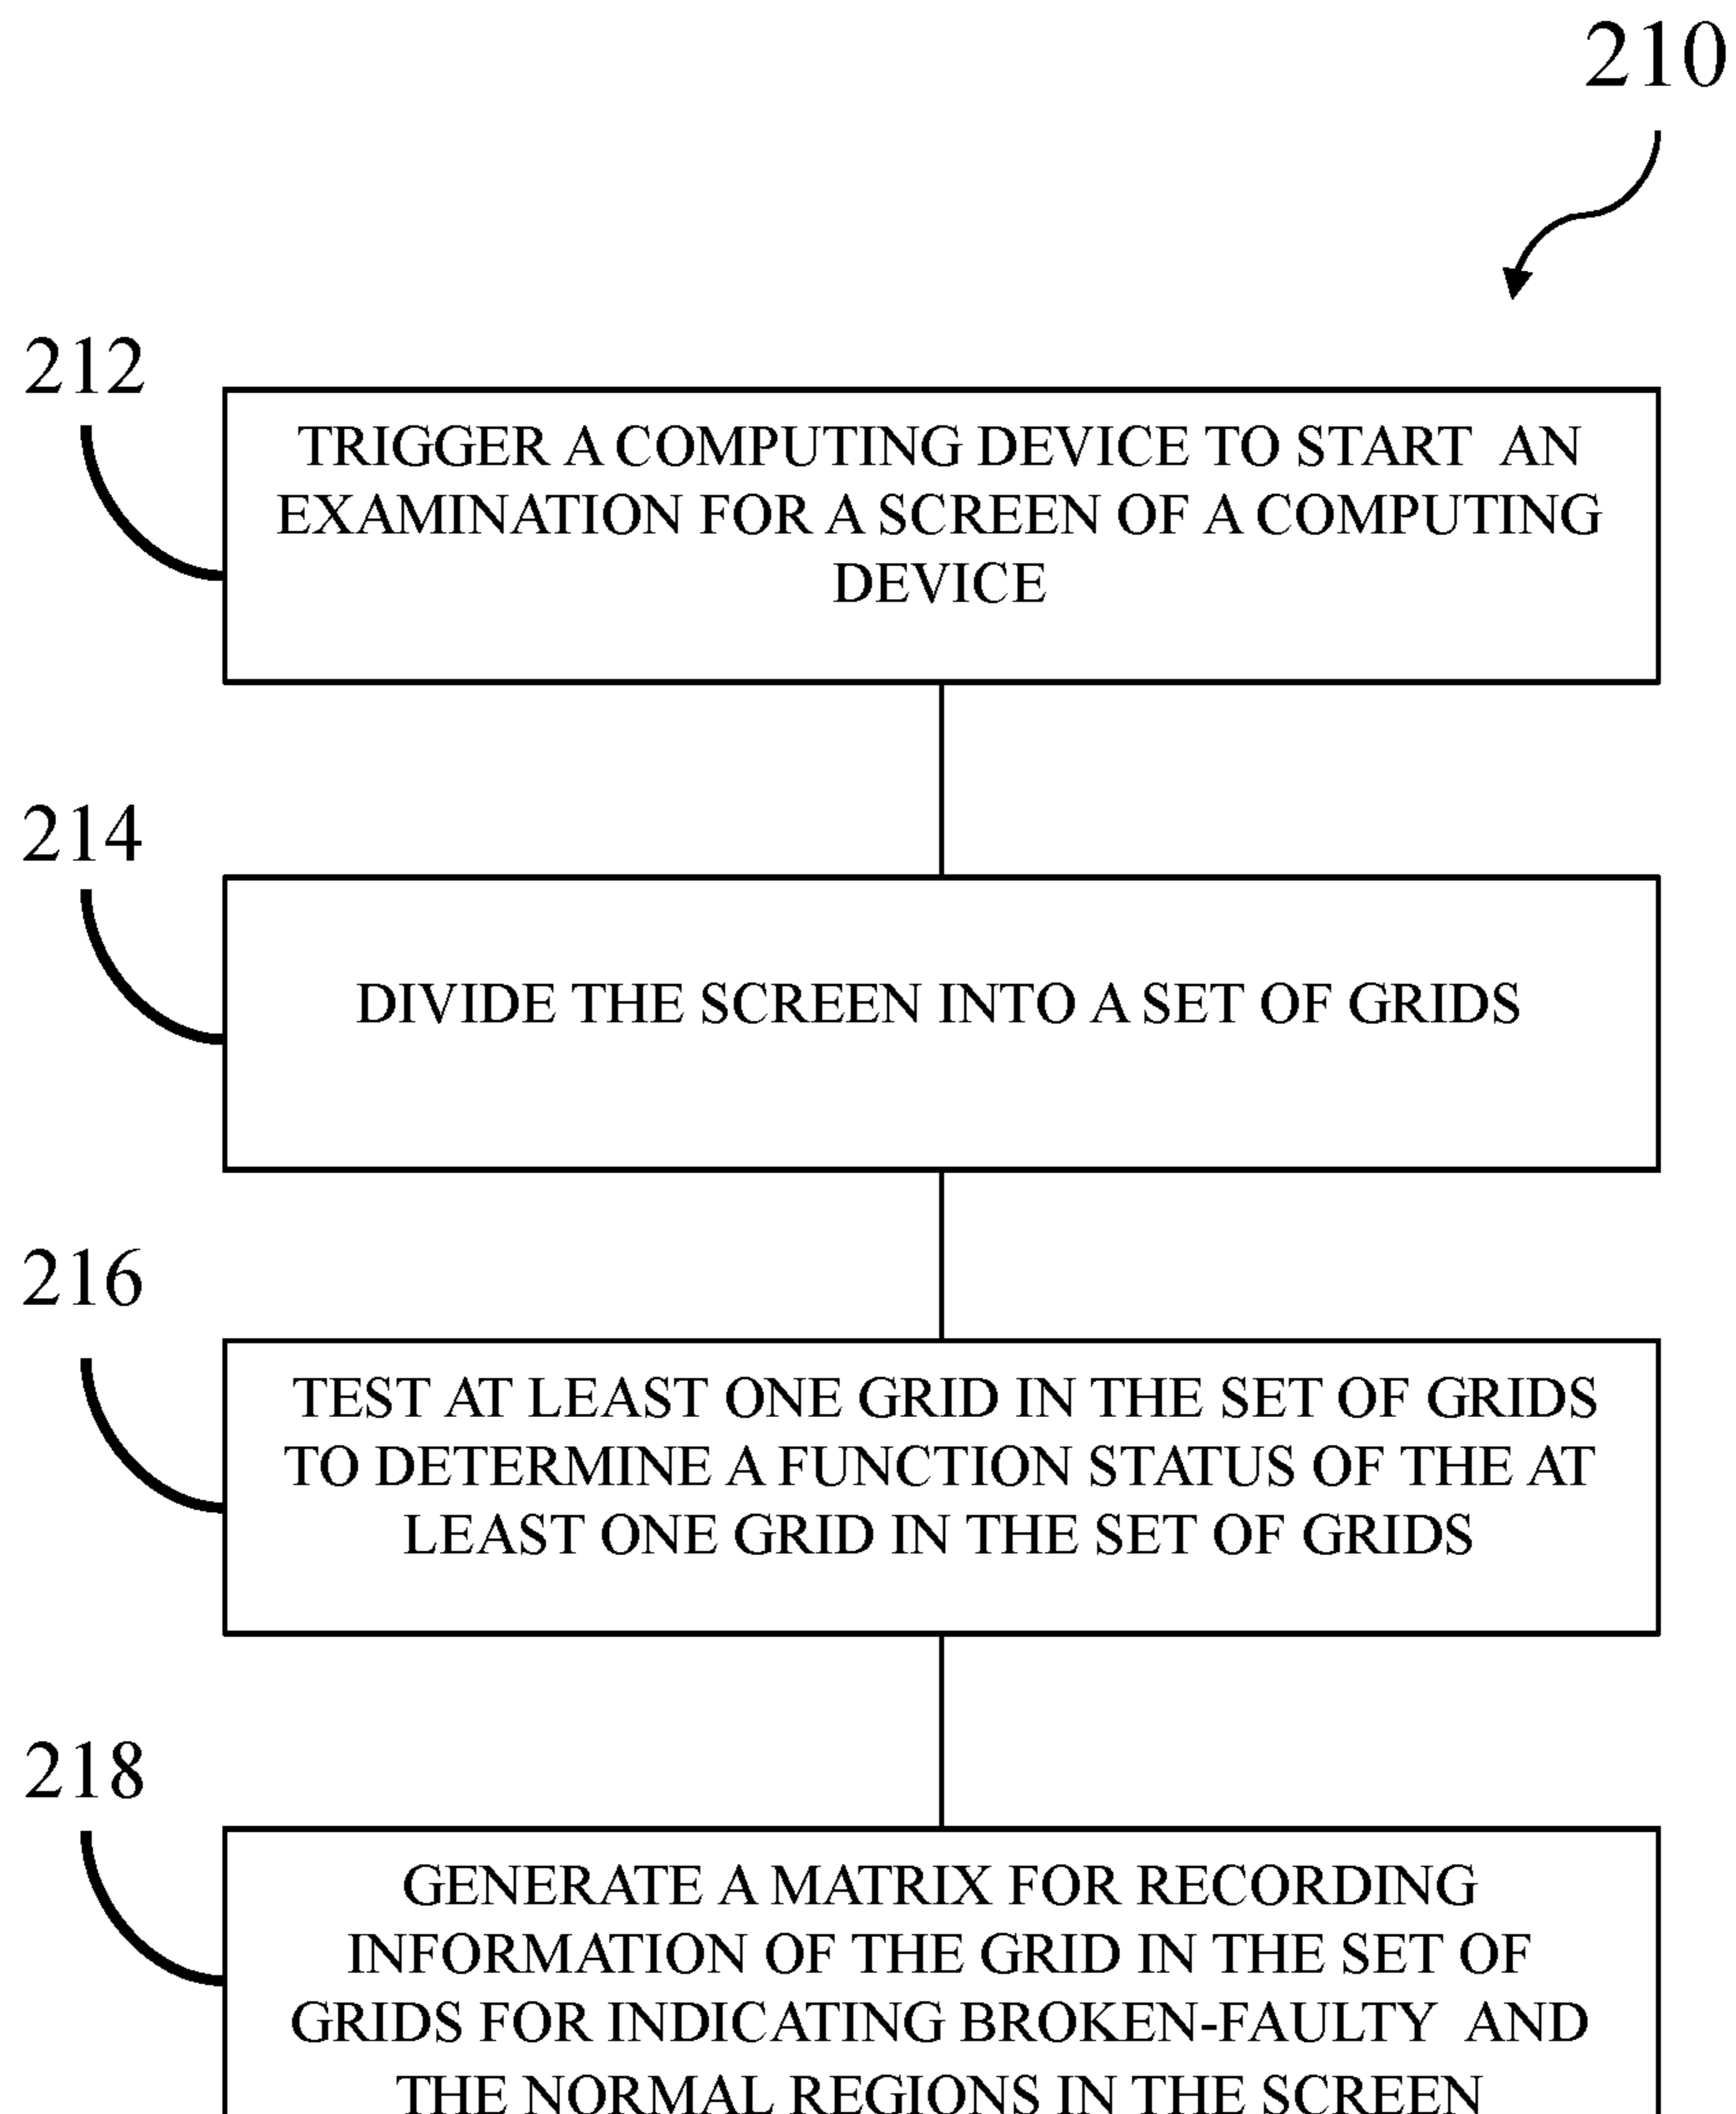 210
212
TRIGGER A COMPUTING DEVICE TO START AN
EXAMINATION FOR A SCREEN OF A COMPUTING
DEVICE
214
DIVIDE THE SCREEN INTO A SET OF GRIDS
216
TEST AT LEAST ONE GRID IN THE SET OF GRIDS
TO DETERMINE A FUNCTION STATUS OF THE AT
LEAST ONE GRID IN THE SET OF GRIDS
218
GENERATE A MATRIX FOR RECORDING
INFORMATION OF THE GRID IN THE SET OF
GRIDS FOR INDICATING BROKEN-FAULTY AND
THE NORMAL REGIONS IN THE SCREEN